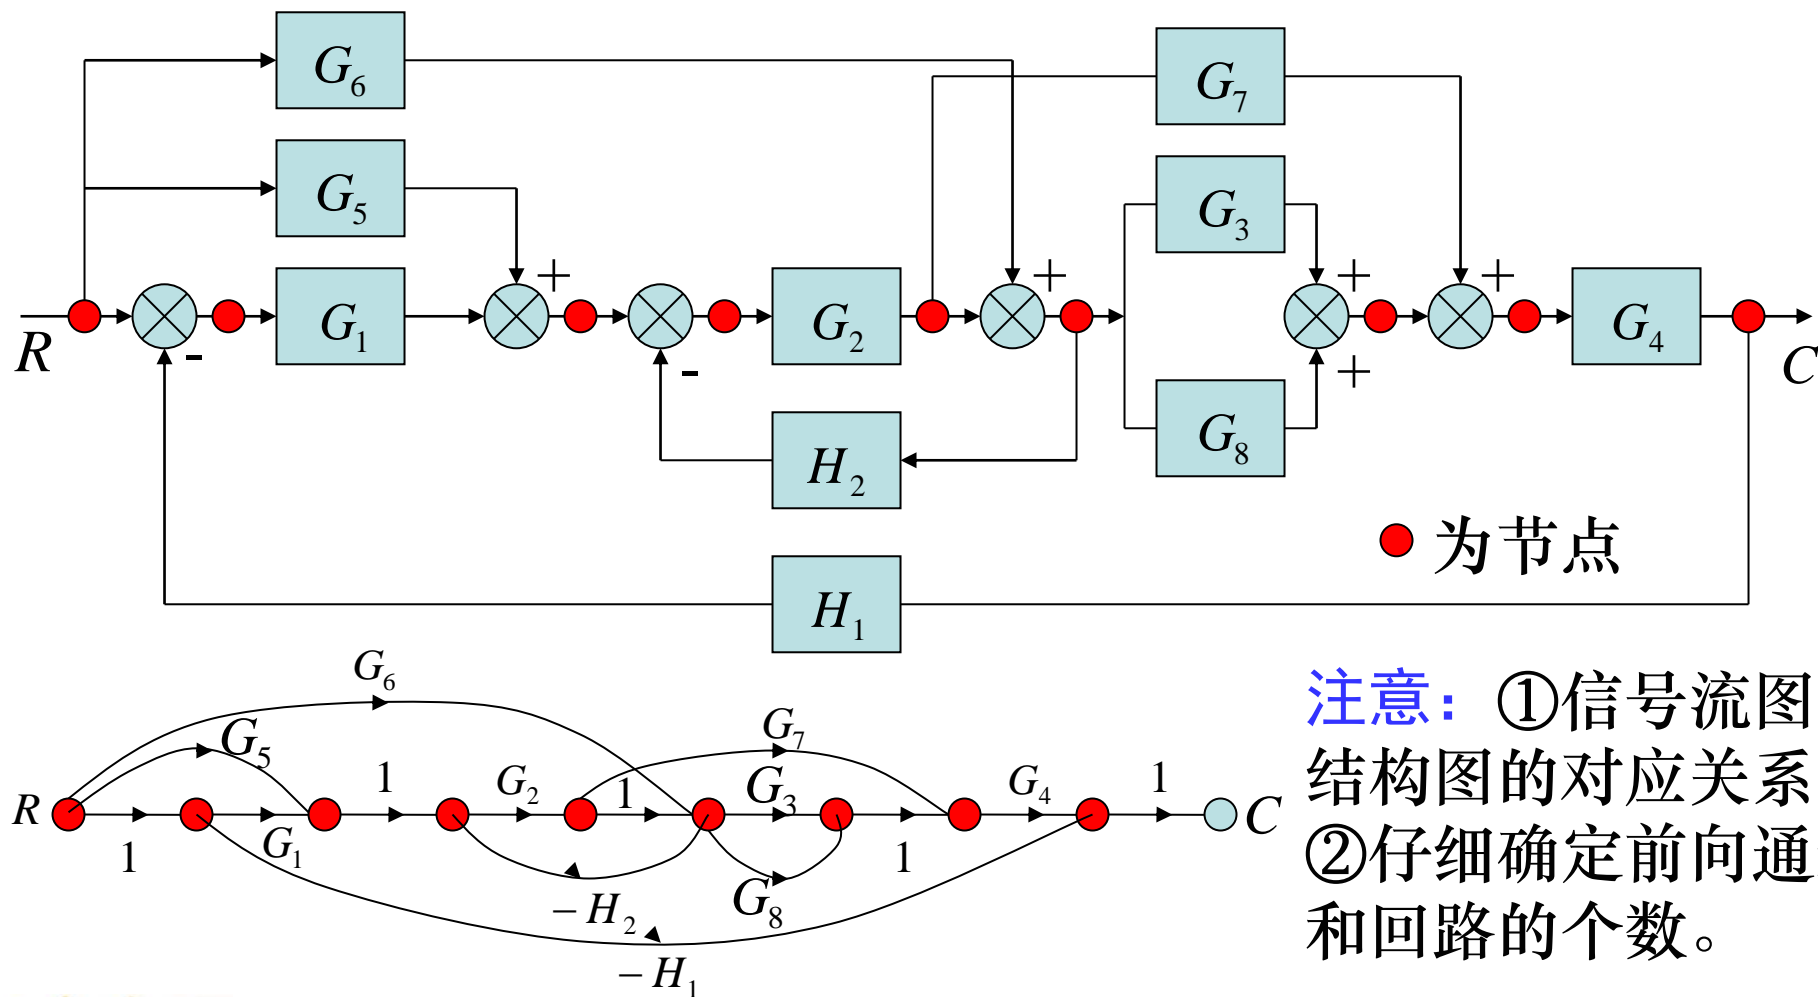 G₆
G₇
G₅
G₃
+ + + +
R G₁ G₂ G₄ C
- -
+
H₂ G₈
为节点
H₁
G₆
G₅ G₇
R 1 G₂ 1 G₃ G₄ 1 C
1 G₁ 1
-H₂ G₈
-H₁
注意：①信号流图
结构图的对应关系
②仔细确定前向通
和回路的个数。